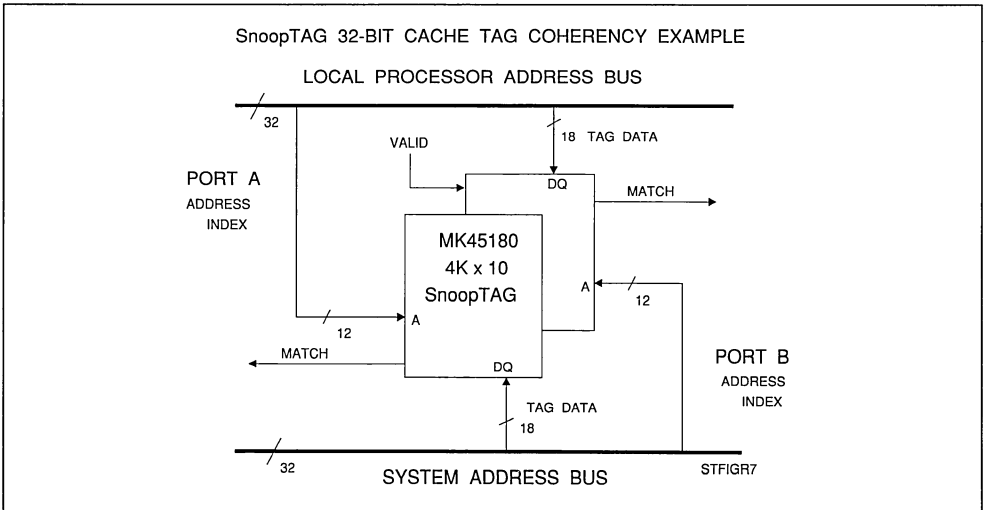 SnoopTAG 32-BIT CACHE TAG COHERENCY EXAMPLE
LOCAL PROCESSOR ADDRESS BUS
32
18 TAG DATA
VALID
PORT A
ADDRESS
INDEX
DQ
MATCH
MK45180
4K x 10
SnoopTAG
A
12
A
12
MATCH
DQ
PORT B
ADDRESS
INDEX
TAG DATA
18
32
SYSTEM ADDRESS BUS
STFIGR7